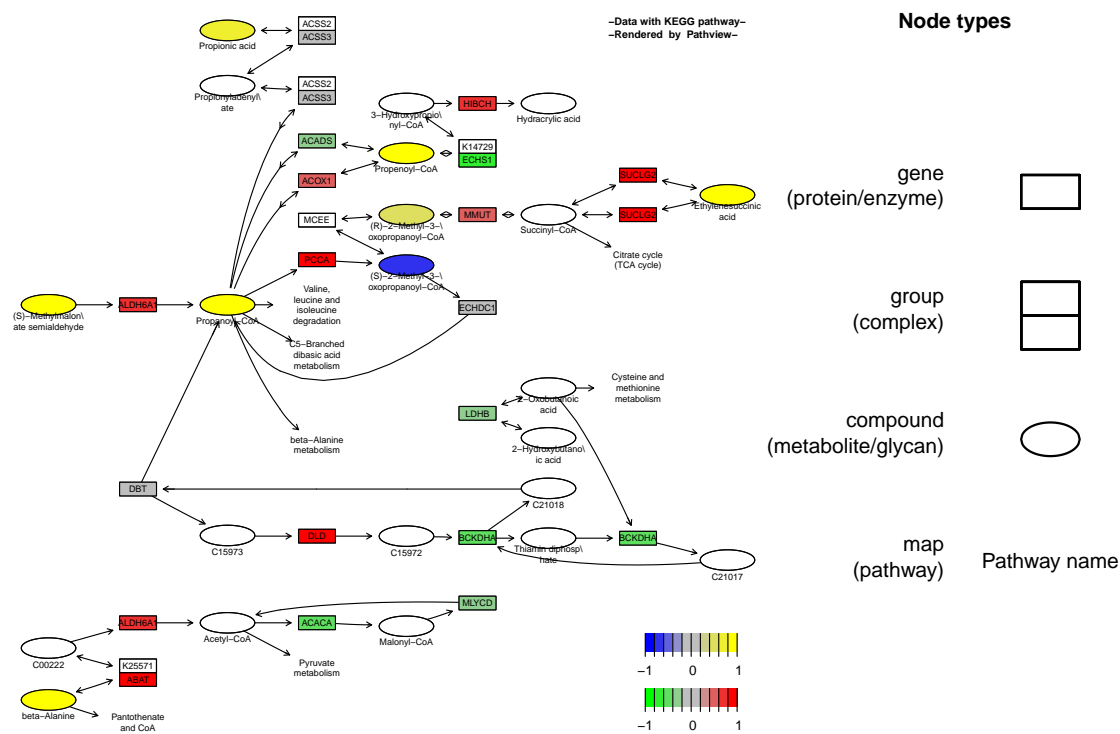 −Data with KEGG pathway−
−Rendered by Pathview−
Node types
ACSS2
ACSS3
Propionic acid
ACSS2
ACSS3
Propionyladenyl\
ate
3−Hydroxypropio\
nyl−CoA
HIBCH
Hydracrylic acid
ACADS
Propenoyl−CoA
K14729
ECHS1
ACOX1
SUCLG2
Ethylenesuccinic
acid
MCEE
(R)−2−Methyl−3−\
oxopropanoyl−CoA
MMUT
Succinyl−CoA
SUCLG2
Citrate cycle
(TCA cycle)
PCCA
(S)−2−Methyl−3−\
oxopropanoyl−CoA
(S)−Methylmalon\
ate semialdehyde
ALDH6A1
Propanoyl−CoA
Valine,
leucine and
isoleucine
degradation
ECHDC1
C5−Branched
dibasic acid
metabolism
beta−Alanine
metabolism
LDHB
2−Oxobutanoic
acid
Cysteine and
methionine
metabolism
2−Hydroxybutano\
ic acid
DBT
C21018
C15973
DLD
C15972
BCKDHA
Thiamin diphosp\
hate
BCKDHA
C21017
MLYCD
ALDH6A1
Acetyl−CoA
ACACA
Malonyl−CoA
C00222
K25571
ABAT
Pyruvate
metabolism
beta−Alanine
Pantothenate
and CoA
gene
(protein/enzyme)
group
(complex)
compound
(metabolite/glycan)
map
(pathway)
Pathway name
−1 0 1
−1 0 1